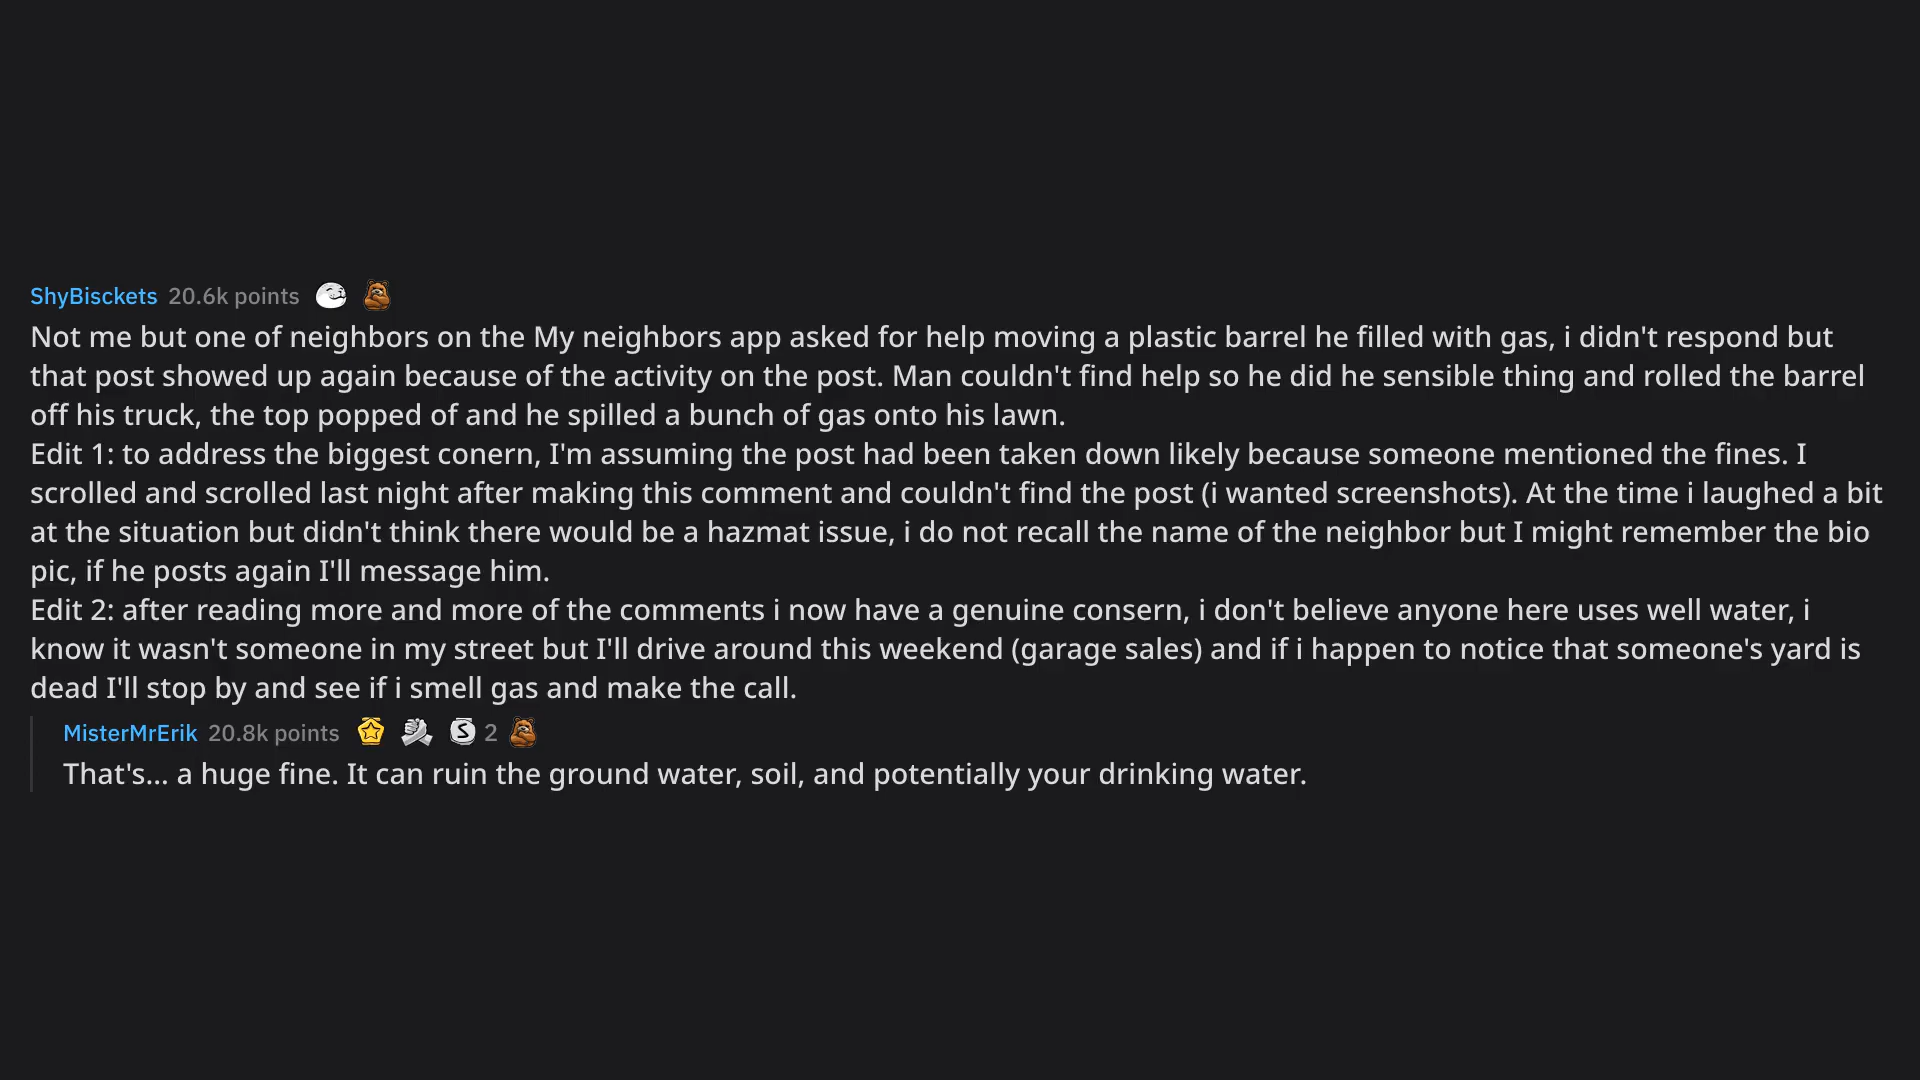 ShyBisckets 20.6k points
Not me but one of neighbors on the My neighbors app asked for help moving a plastic barrel he filled with gas, i didn't respond but
that post showed up again because of the activity on the post. Man couldn't find help so he did he sensible thing and rolled the barrel
off his truck, the top popped of and he spilled a bunch of gas onto his lawn.
Edit 1: to address the biggest conern, I'm assuming the post had been taken down likely because someone mentioned the fines. I
scrolled and scrolled last night after making this comment and couldn't find the post (i wanted screenshots). At the time i laughed a bit
at the situation but didn't think there would be a hazmat issue, i do not recall the name of the neighbor but I might remember the bio
pic, if he posts again I'll message him.
Edit 2: after reading more and more of the comments i now have a genuine consern, i don't believe anyone here uses well water, i
know it wasn't someone in my street but I'll drive around this weekend (garage sales) and if i happen to notice that someone's yard is
dead I'll stop by and see if i smell gas and make the call.
MisterMrErik 20.8k points S 2
That's... a huge fine. It can ruin the ground water, soil, and potentially your drinking water.